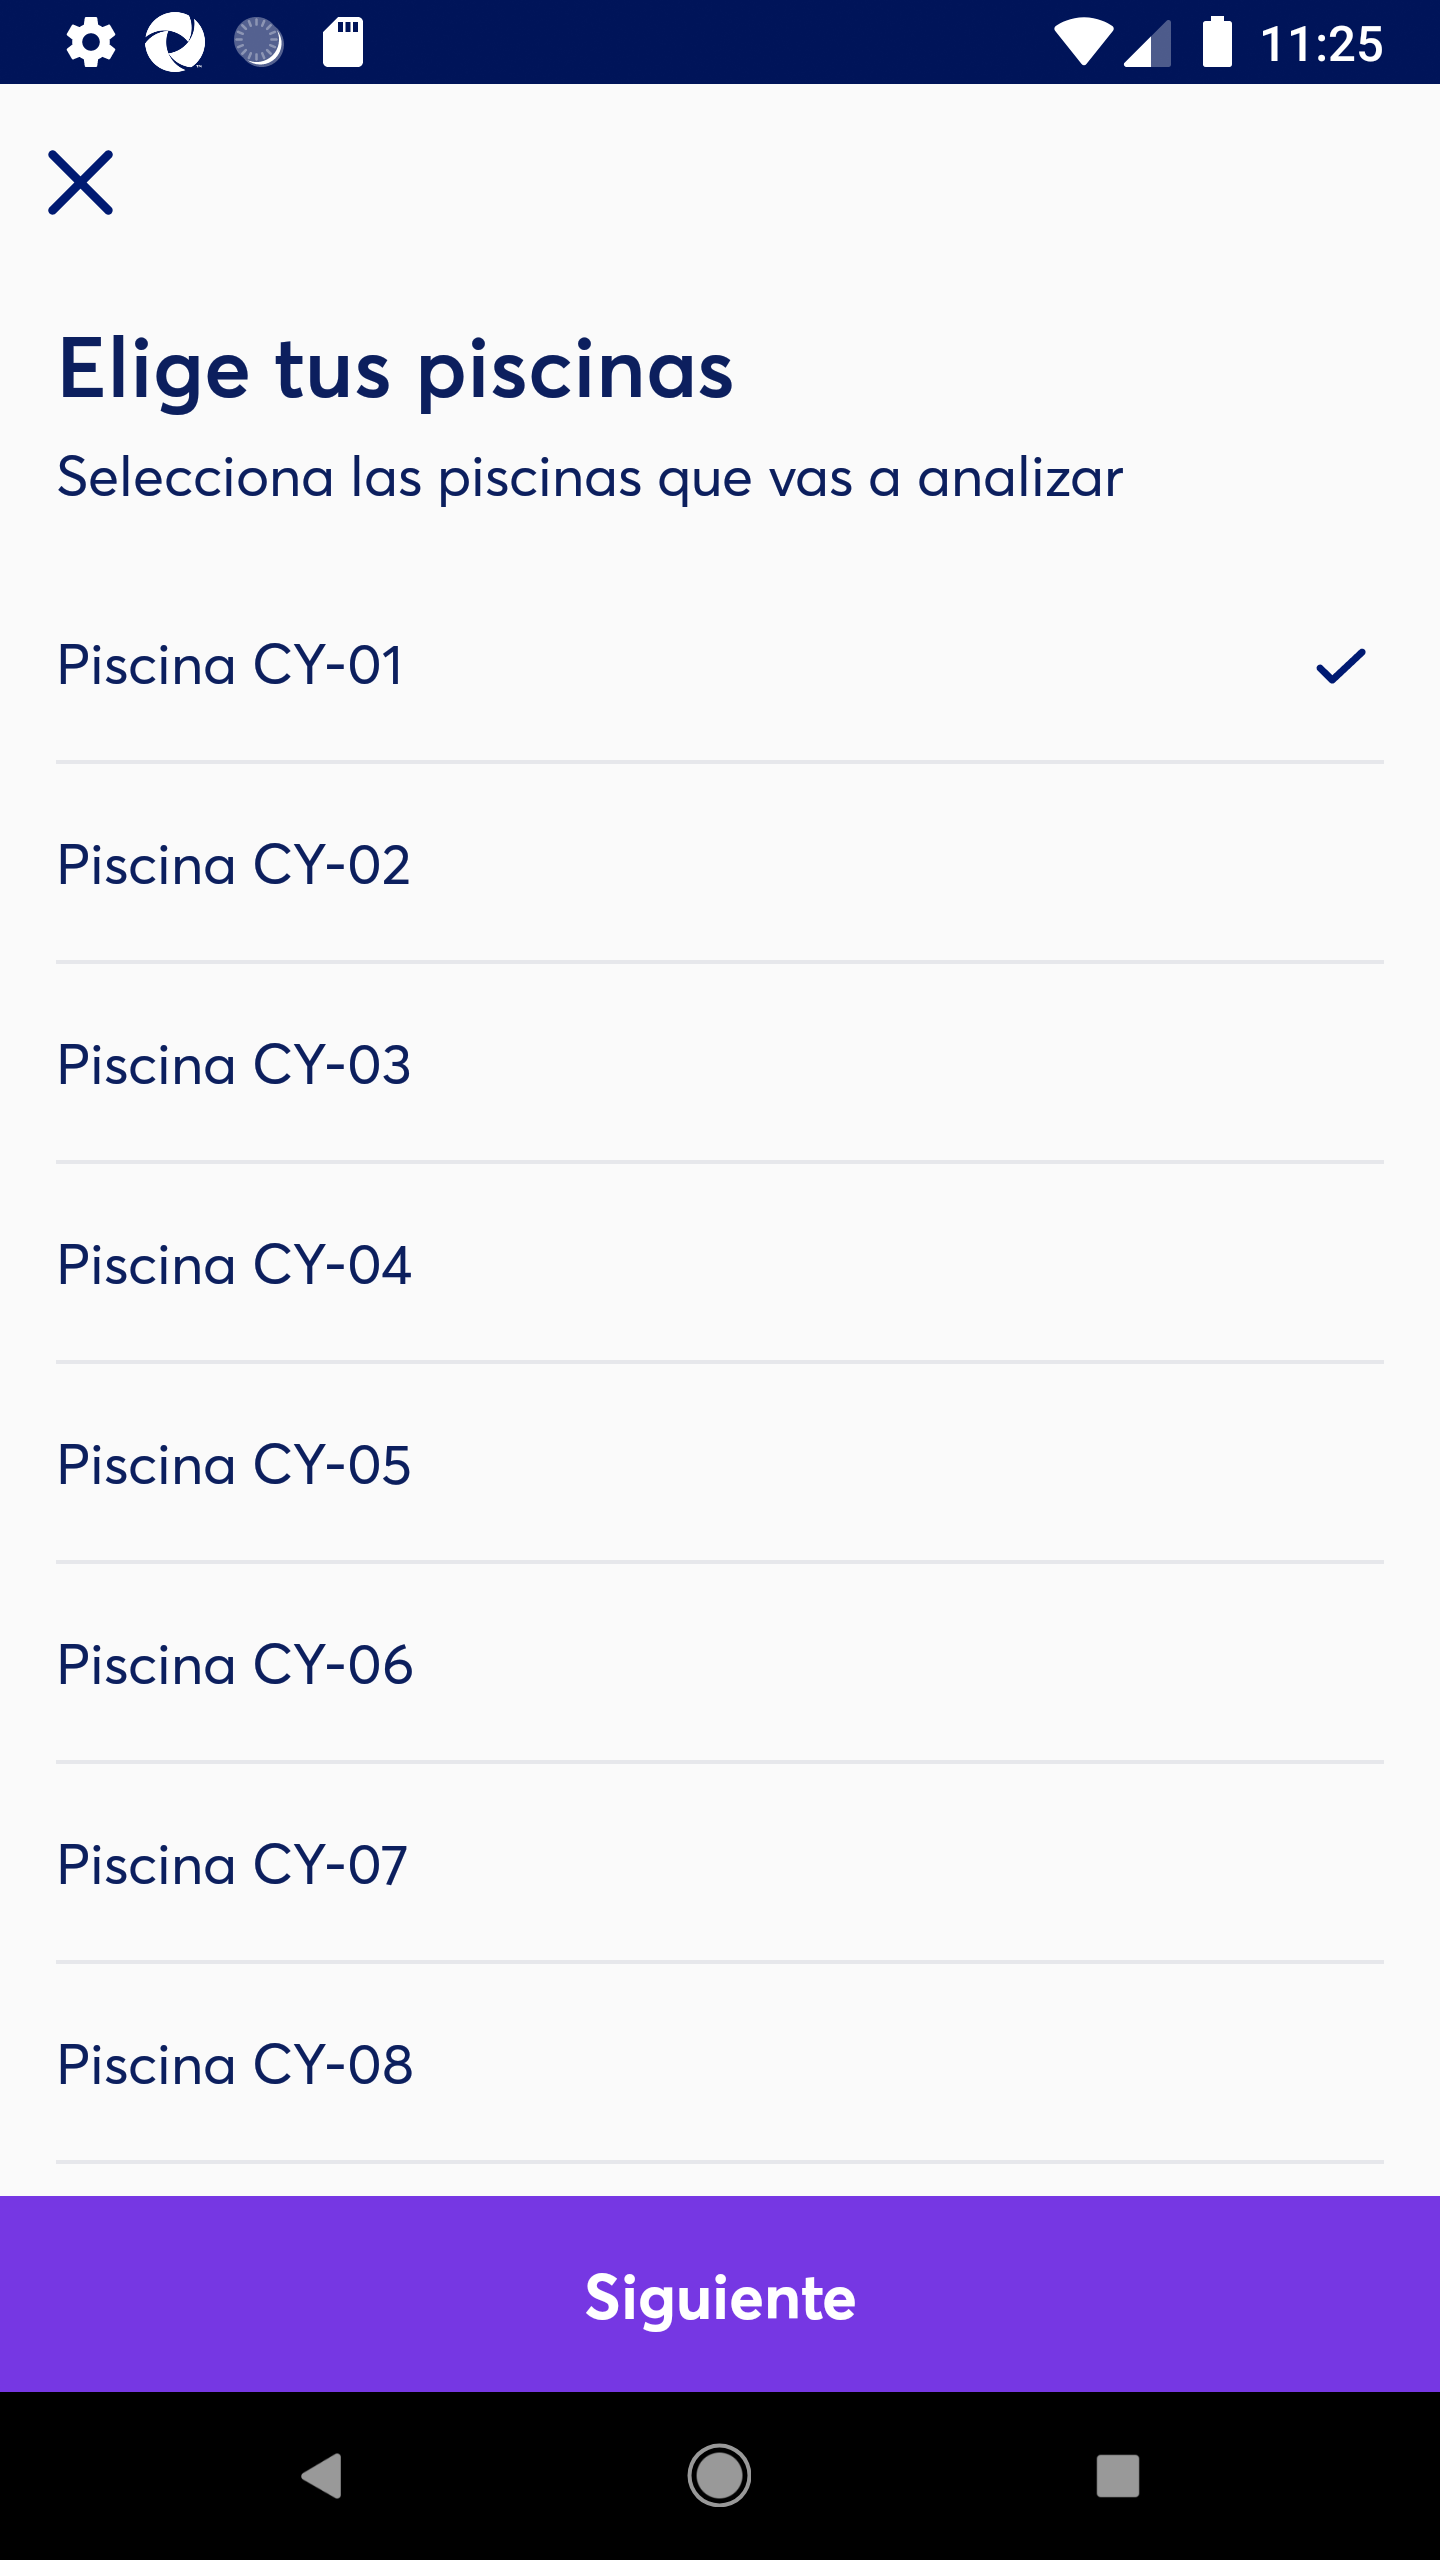 11:25
Elige tus piscinas
Selecciona las piscinas que vas a analizar
Piscina CY-01
Piscina CY-02
Piscina CY-03
Piscina CY-04
Piscina CY-05
Piscina CY-06
Piscina CY-07
Piscina CY-08
Siguiente